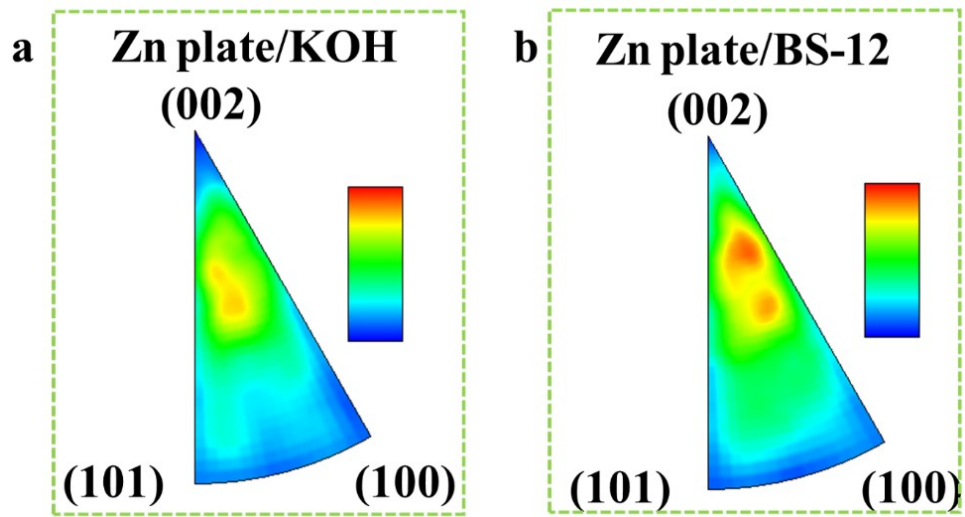 a
Zn plate/KOH
(002)
(101)
(100)
b
Zn plate/BS-12
(002)
(101)
(100)